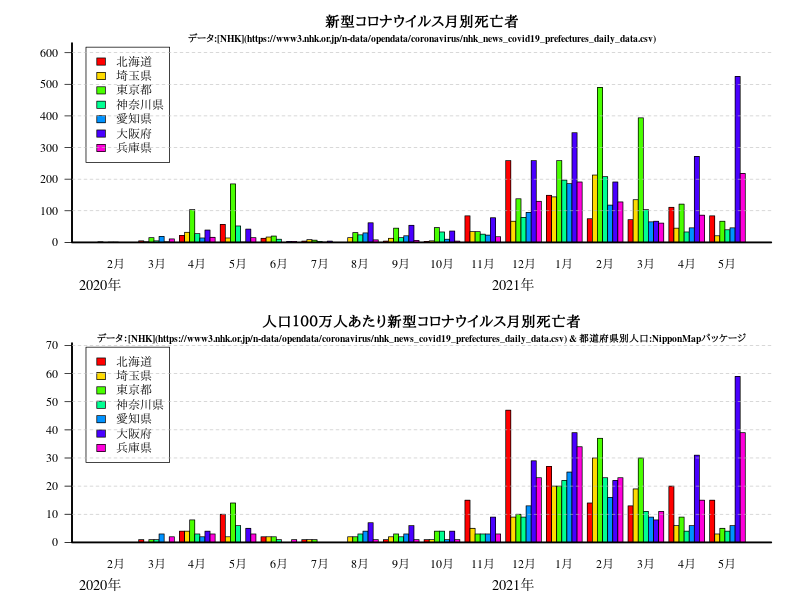 新型コロナウイルス月別死亡者
データ:[NHK](https://www3.nhk.or.jp/n-data/opendata/coronavirus/nhk_news_covid19_prefectures_daily_data.csv)
600
500
400
300
200
100
0
北海道
埼玉県
東京都
神奈川県
愛知県
大阪府
兵庫県
2月 3月 4月 5月 6月 7月 8月 9月 10月 11月 12月 1月 2月 3月 4月 5月
2020年 2021年
人口100万人あたり新型コロナウイルス月別死亡者
データ:[NHK](https://www3.nhk.or.jp/n-data/opendata/coronavirus/nhk_news_covid19_prefectures_daily_data.csv) & 都道府県別人口:NipponMapパッケージ
70
60
50
40
30
20
10
0
北海道
埼玉県
東京都
神奈川県
愛知県
大阪府
兵庫県
2月 3月 4月 5月 6月 7月 8月 9月 10月 11月 12月 1月 2月 3月 4月 5月
2020年 2021年